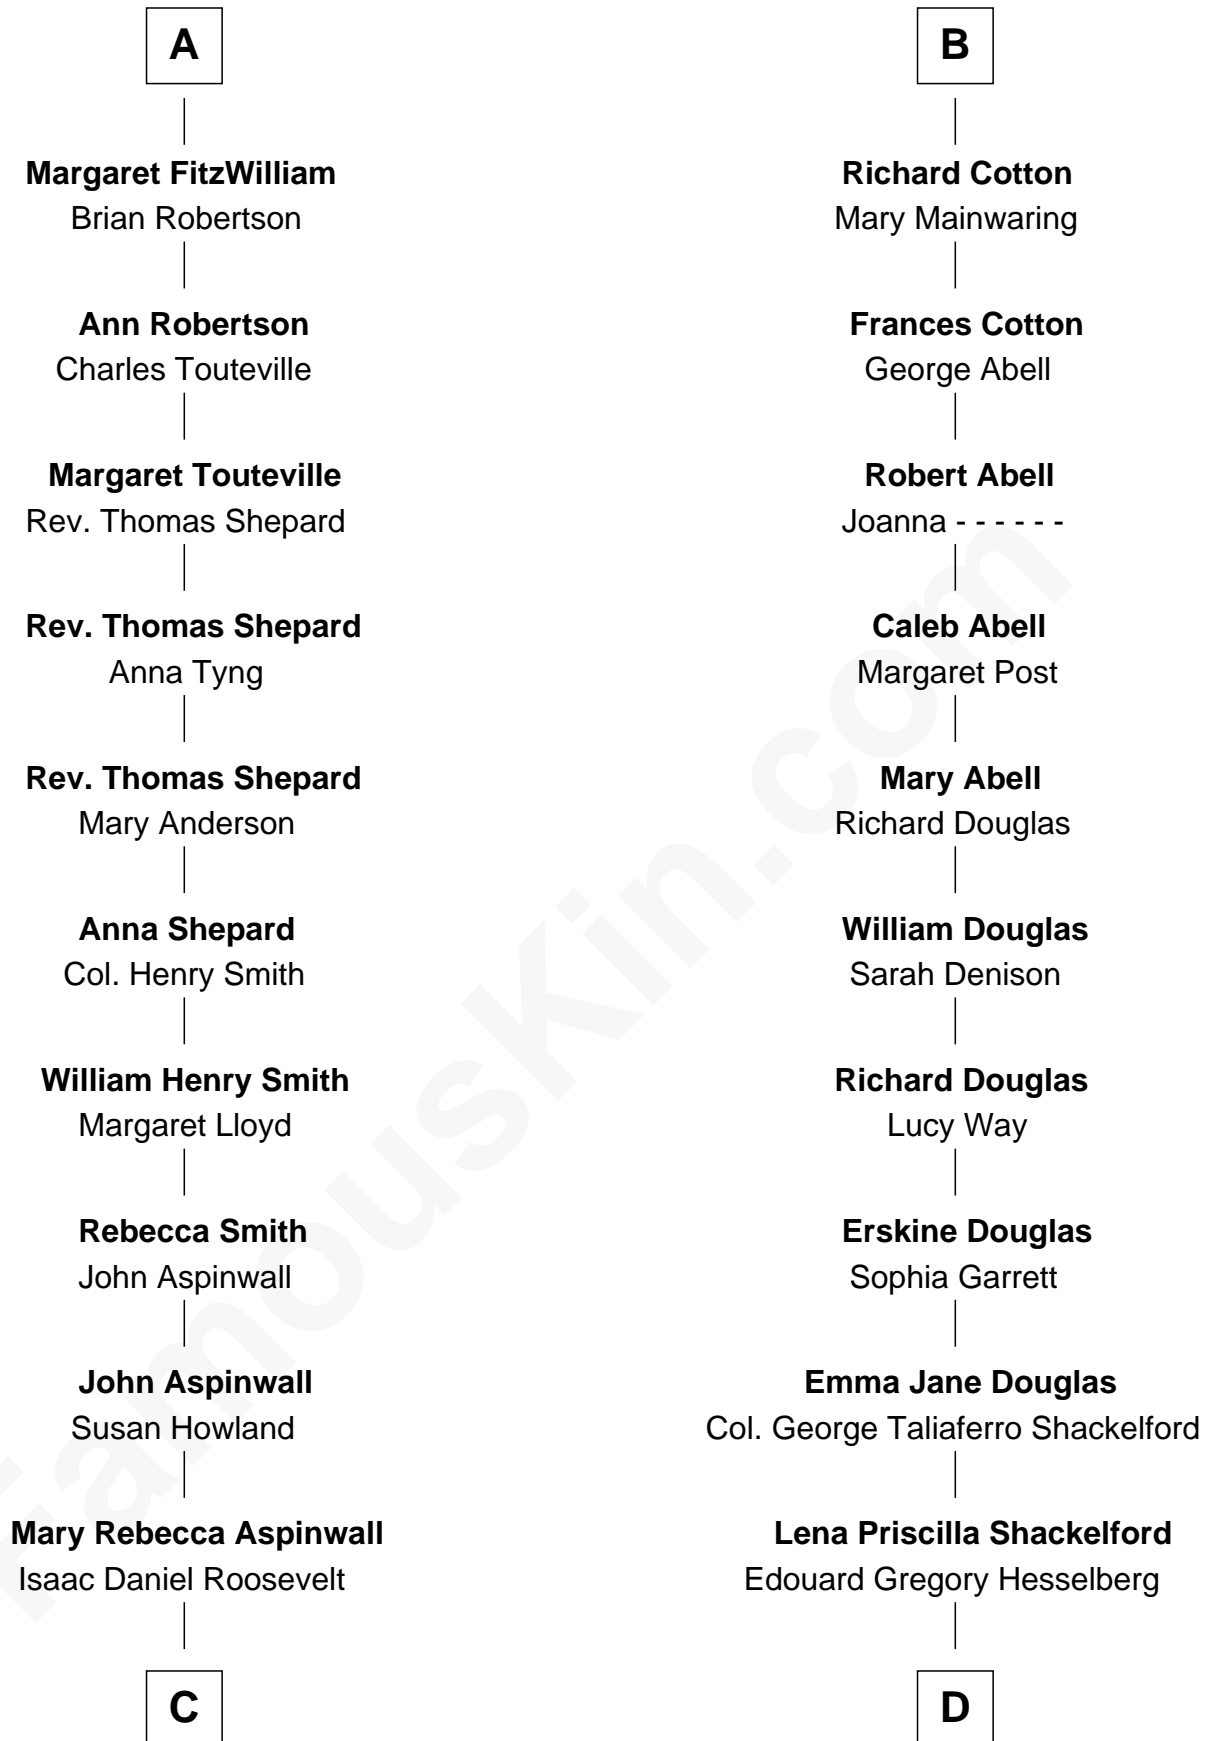 A
Margaret FitzWilliam
Brian Robertson
Ann Robertson
Charles Touteville
Margaret Touteville
Rev. Thomas Shepard
Rev. Thomas Shepard
Anna Tyng
Rev. Thomas Shepard
Mary Anderson
Anna Shepard
Col. Henry Smith
William Henry Smith
Margaret Lloyd
Rebecca Smith
John Aspinwall
John Aspinwall
Susan Howland
Mary Rebecca Aspinwall
Isaac Daniel Roosevelt
C
B
Richard Cotton
Mary Mainwaring
Frances Cotton
George Abell
Robert Abell
Joanna - - - - - -
Caleb Abell
Margaret Post
Mary Abell
Richard Douglas
William Douglas
Sarah Denison
Richard Douglas
Lucy Way
Erskine Douglas
Sophia Garrett
Emma Jane Douglas
Col. George Taliaferro Shackelford
Lena Priscilla Shackelford
Edouard Gregory Hesselberg
D
FamousKin.com